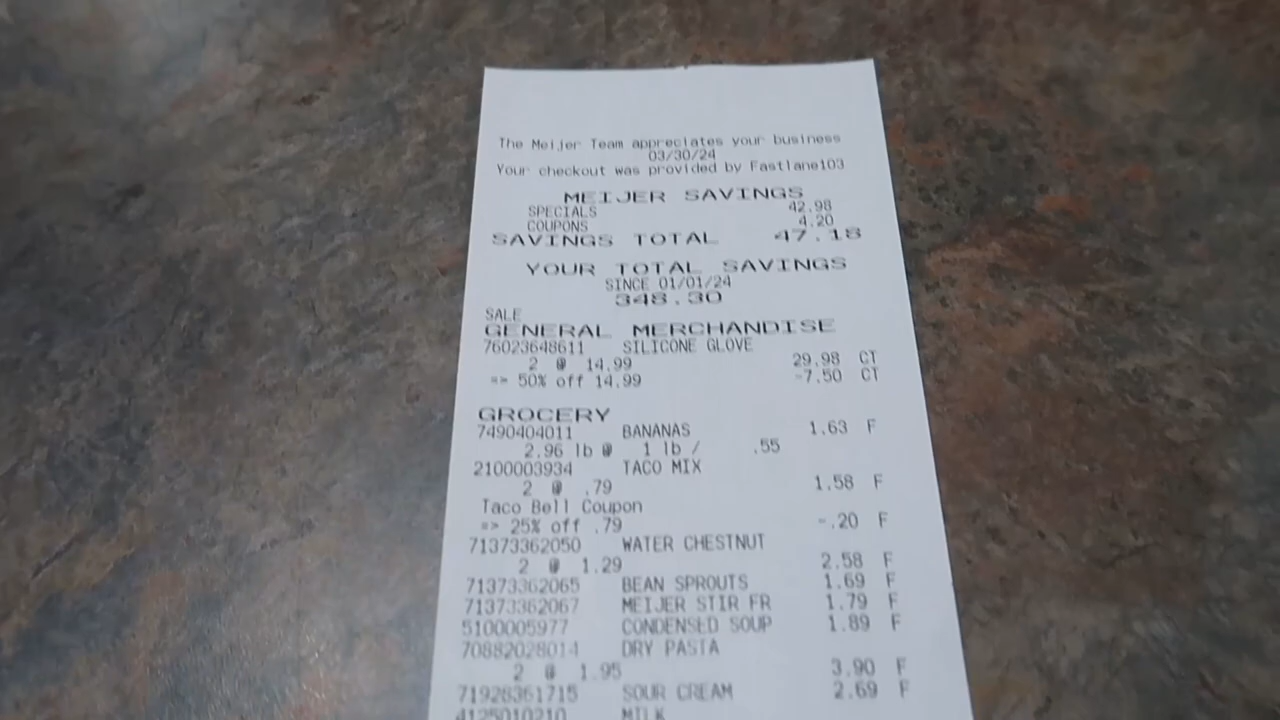 The Meijer Team appreciates your business
03/30/24
Your checkout was provided by Fastlane103
MEIJER SAVINGS
SPECIALS 42.98
COUPONS 4.20
SAVINGS TOTAL 47.18
YOUR TOTAL SAVINGS
SINCE 01/01/24
348.30
SALE
GENERAL MERCHANDISE
76023648611 SILICONE GLOVE
2 @ 14.99 29.98 CT
=> 50% off 14.99 -7.50 CT
GROCERY
7490404011 BANANAS 1.63 F
2.96 lb @ 1 lb / .55
2100003934 TACO MIX
2 @ .79 1.58 F
Taco Bell Coupon
=> 25% off .79 -.20 F
71373362050 WATER CHESTNUT
2 @ 1.29 2.58 F
71373362065 BEAN SPROUTS 1.69 F
71373362067 MEIJER STIR FR 1.79 F
5100005977 CONDENSED SOUP 1.89 F
70882028014 DRY PASTA
2 @ 1.95 3.90 F
71928361715 SOUR CREAM 2.69 F
4125010210 MILK